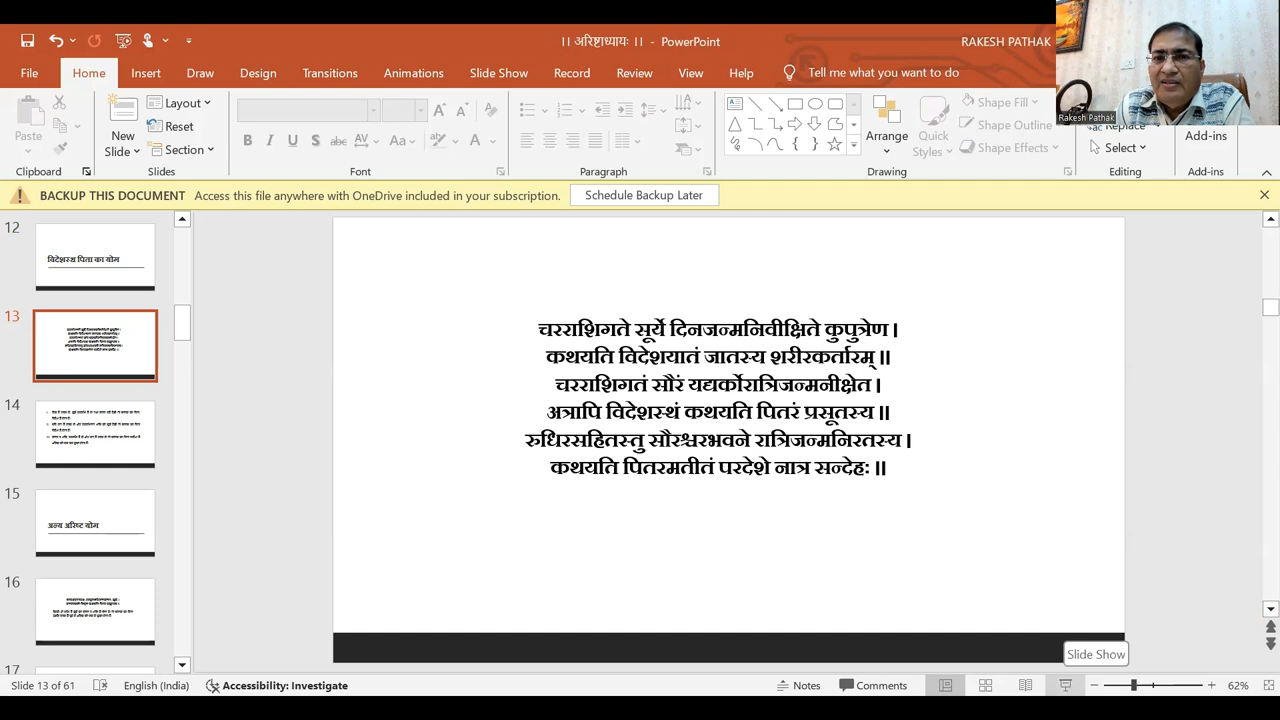 ।। अरिष्टाध्यायः ।। - PowerPoint
RAKESH PATHAK
File Home Insert Draw Design Transitions Animations Slide Show Record Review View Help Tell me what you want to do
Paste
New Slide
Layout
Reset
Section
Arrange
Quick Styles
Shape Fill
Shape Outline
Shape Effects
Replace
Select
Add-ins
Rakesh Pathak
Clipboard Slides Font Paragraph Drawing Editing Add-ins
BACKUP THIS DOCUMENT Access this file anywhere with OneDrive included in your subscription. Schedule Backup Later
12
विदेशस्थ पिता का योग
13
14
15
अन्य अरिष्ट योग
16
17
चरराशिगते सूर्ये दिनजन्मनिवीक्षिते कुपुत्रेण ।
कथयति विदेशयातं जातस्य शरीरकर्तारम् ॥
चरराशिगतं सौरं यद्यर्कोरात्रिजन्मनीक्षेत ।
अत्रापि विदेशस्थं कथयति पितरं प्रसूतस्य ॥
रुधिरसहितस्तु सौरश्चरभवने रात्रिजन्मनिरतस्य ।
कथयति पितरमतीतं परदेशे नात्र सन्देहः ॥
Slide Show
Slide 13 of 61 English (India) Accessibility: Investigate Notes Comments 62%